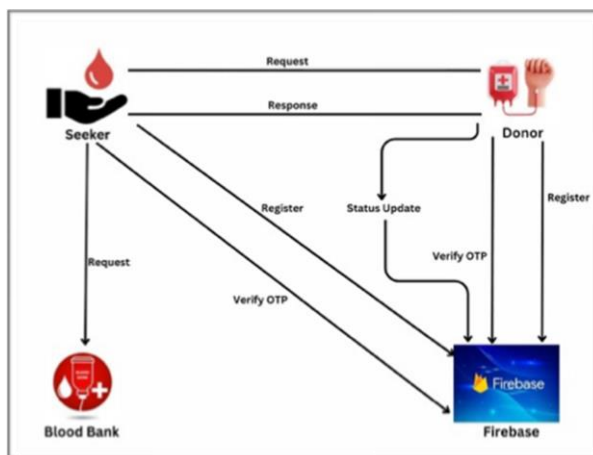 Request
Response
Seeker
Donor
Register
Status Update
Register
Request
Verify OTP
Verify OTP
Firebase
Blood Bank
Firebase